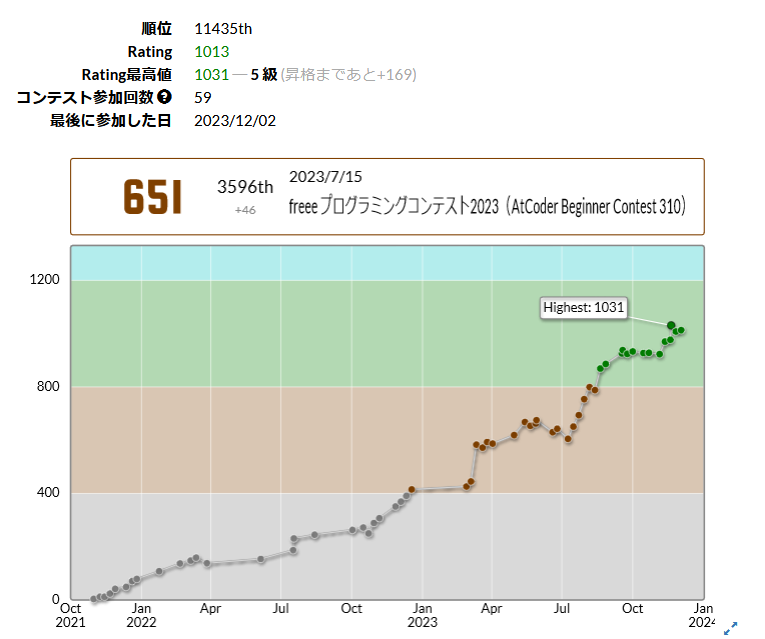 順位 11435th
Rating 1013
Rating最高値 1031 ― 5 級 (昇格まであと+169)
コンテスト参加回数 ? 59
最後に参加した日 2023/12/02
651 3596th +46 2023/7/15
freee プログラミングコンテスト2023（AtCoder Beginner Contest 310）
1200
Highest: 1031
800
400
0
Oct Jan Apr Jul Oct Jan Apr Jul Oct Jan
2021 2022 2023 2024